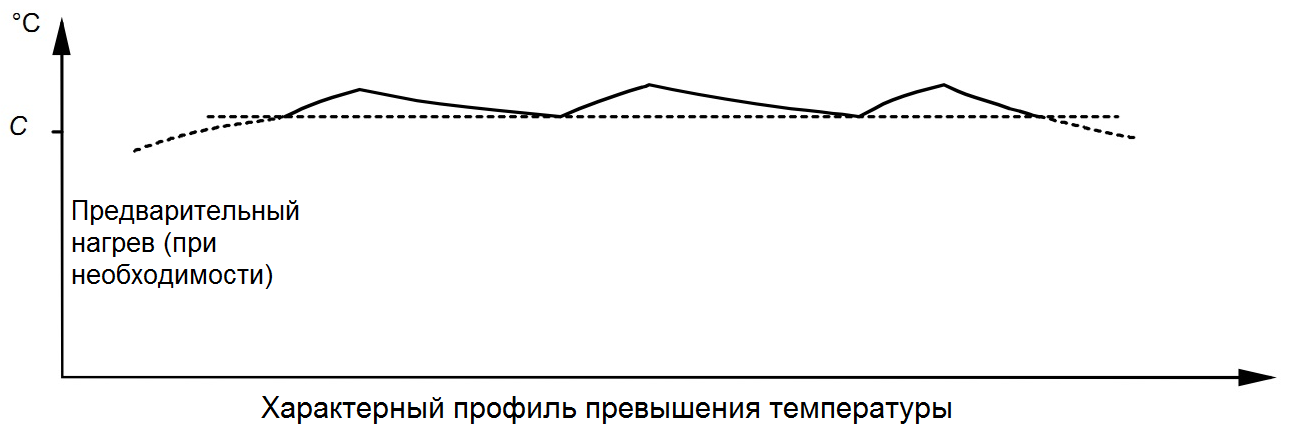 °C
C
Предварительный
нагрев (при
необходимости)
Характерный профиль превышения температуры